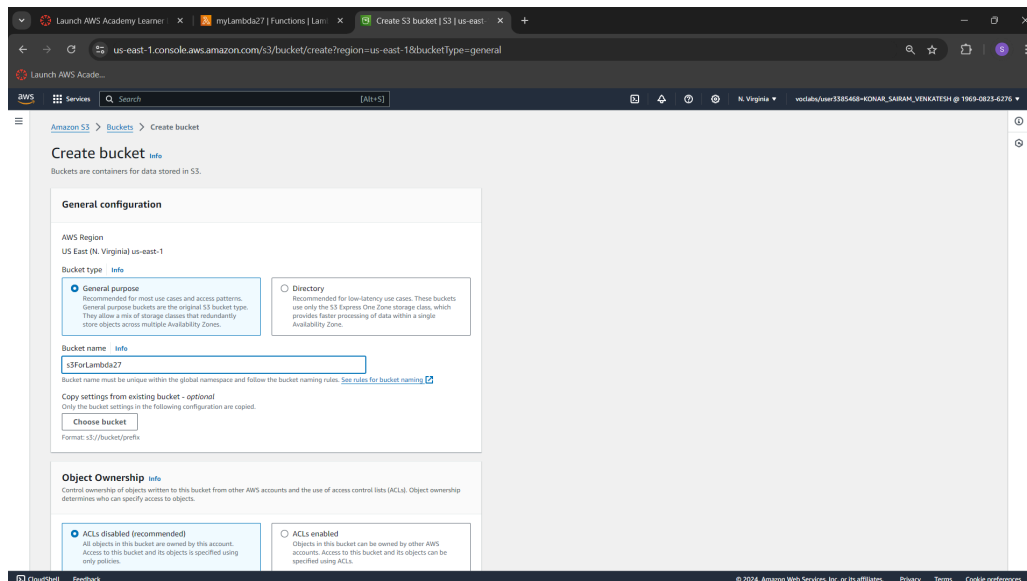 Launch AWS Academy Learner
myLambda27 | Functions | Lam
Create S3 bucket | S3 | us-east-
us-east-1.console.aws.amazon.com/s3/bucket/create?region=us-east-1&bucketType=general
S
Launch AWS Acade...
aws
Services
Search
[Alt+S]
N. Virginia
voclabs/user3385468=KONAR_SAIRAM_VENKATESH @ 1969-0823-6276
Amazon S3 > Buckets > Create bucket
Create bucket Info
Buckets are containers for data stored in S3.
General configuration
AWS Region
US East (N. Virginia) us-east-1
Bucket type Info
General purpose
Recommended for most use cases and access patterns.
General purpose buckets are the original S3 bucket type.
They allow a mix of storage classes that redundantly
store objects across multiple Availability Zones.
Directory
Recommended for low-latency use cases. These buckets
use only the S3 Express One Zone storage class, which
provides faster processing of data within a single
Availability Zone.
Bucket name Info
s3ForLambda27
Bucket name must be unique within the global namespace and follow the bucket naming rules. See rules for bucket naming
Copy settings from existing bucket - optional
Only the bucket settings in the following configuration are copied.
Choose bucket
Format: s3://bucket/prefix
Object Ownership Info
Control ownership of objects written to this bucket from other AWS accounts and the use of access control lists (ACLs). Object ownership
determines who can specify access to objects.
ACLs disabled (recommended)
All objects in this bucket are owned by this account.
Access to this bucket and its objects is specified using
only policies.
ACLs enabled
Objects in this bucket can be owned by other AWS
accounts. Access to this bucket and its objects can be
specified using ACLs.
CloudShell
Feedback
© 2024, Amazon Web Services, Inc. or its affiliates.
Privacy
Terms
Cookie preferences